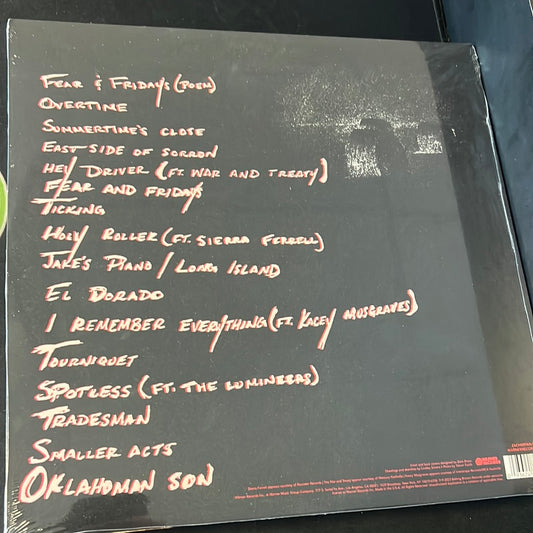 FEAR & FRIDAYS (POEM)
OVERTINE
SUMMERTINE'S CLOSE
EAST SIDE OF SORROW
HEY DRIVER (FT WAR AND TREATY)
FEAR AND FRIDAYS
TICKING
HOLY ROLLER (FT. SIERRA FERRELL)
JAKE'S PIANO / LONG ISLAND
EL DORADO
I REMEMBER EVERYTHING (FT. KACEY MUSGRAVES)
TOURNIQUET
SPOTLESS (FT. THE LUMINEERS)
TRADESMAN
SMALLER ACTS
OKLAHOMAN SON